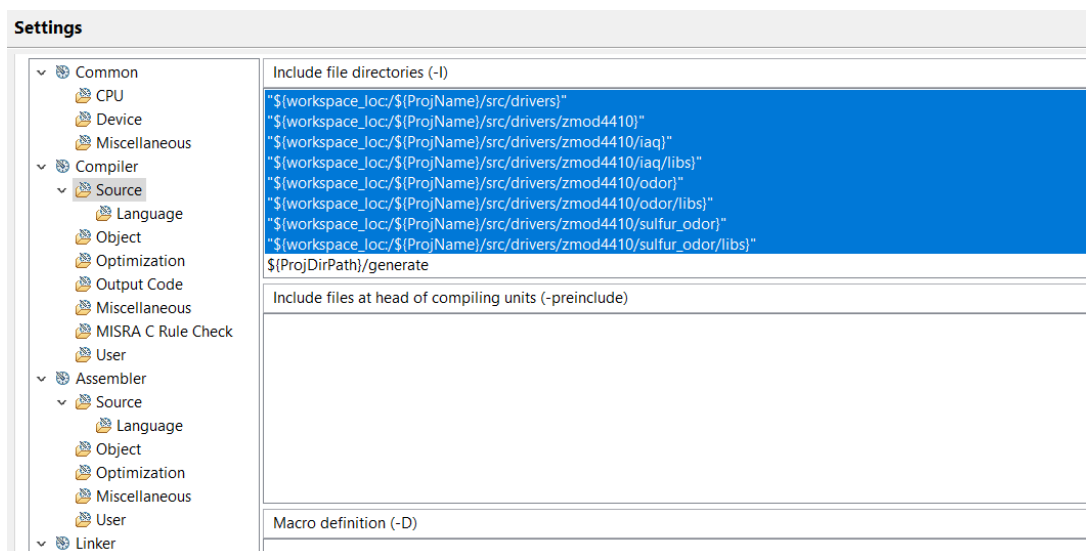 Settings
Common
CPU
Device
Miscellaneous
Compiler
Source
Language
Object
Optimization
Output Code
Miscellaneous
MISRA C Rule Check
User
Assembler
Source
Language
Object
Optimization
Miscellaneous
User
Linker
Include file directories (-I)
"${workspace_loc:/${ProjName}/src/drivers}"
"${workspace_loc:/${ProjName}/src/drivers/zmod4410}"
"${workspace_loc:/${ProjName}/src/drivers/zmod4410/iaq}"
"${workspace_loc:/${ProjName}/src/drivers/zmod4410/iaq/libs}"
"${workspace_loc:/${ProjName}/src/drivers/zmod4410/odor}"
"${workspace_loc:/${ProjName}/src/drivers/zmod4410/odor/libs}"
"${workspace_loc:/${ProjName}/src/drivers/zmod4410/sulfur_odor}"
"${workspace_loc:/${ProjName}/src/drivers/zmod4410/sulfur_odor/libs}"
${ProjDirPath}/generate
Include files at head of compiling units (-preinclude)
Macro definition (-D)